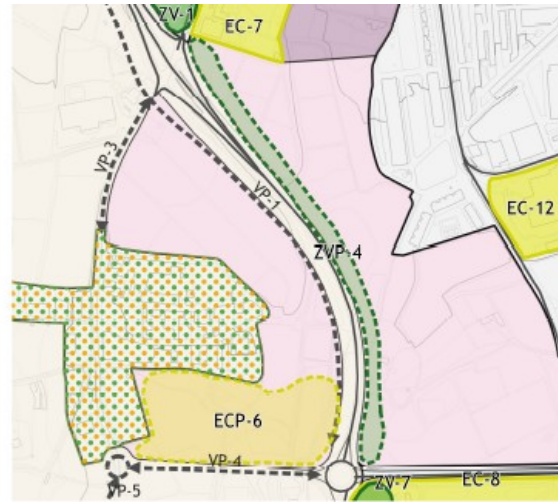 ZV-1
EC-7
VP-3
VP-1
EC-12
ZVP-4
ECP-6
VP-4
ZV-7
EC-8
VP-5